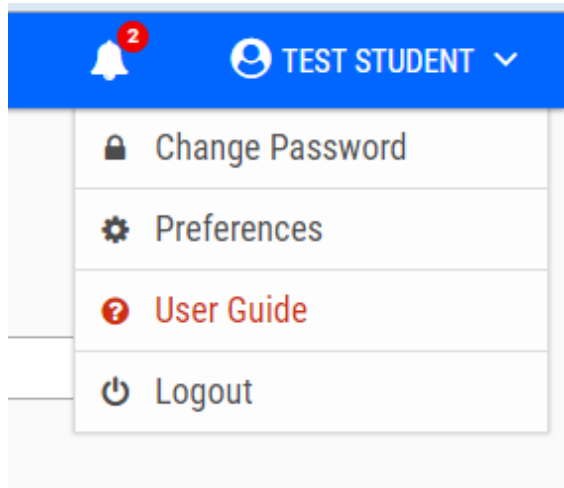 2
TEST STUDENT
Change Password
Preferences
User Guide
Logout